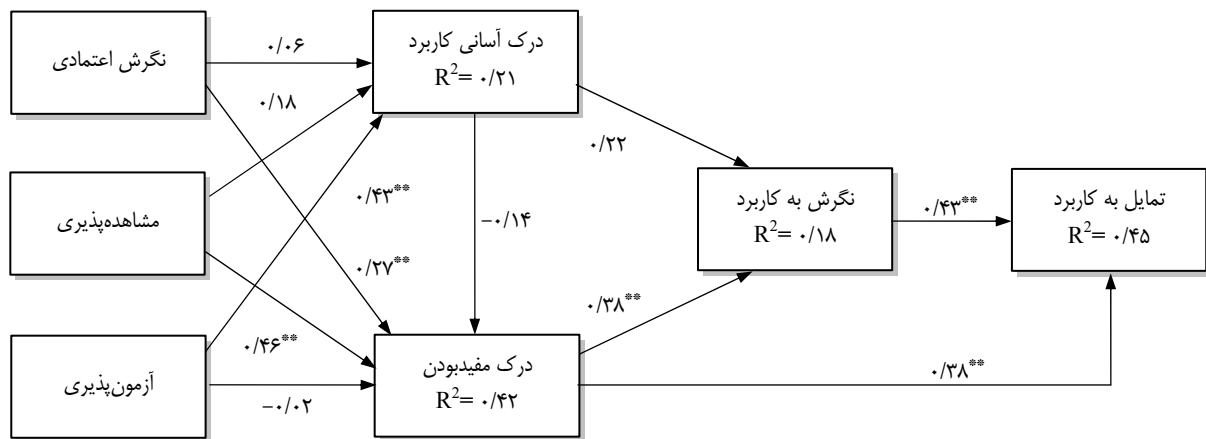 نگرش اعتمادی
۰/۰۶
درک آسانی کاربرد
R²= ۰/۲۱
۰/۱۸
۰/۲۲
مشاهده‌پذیری
۰/۴۳**
-۰/۱۴
نگرش به کاربرد
R²= ۰/۱۸
۰/۴۳**
تمایل به کاربرد
R²= ۰/۴۵
۰/۲۷**
۰/۳۸**
آزمون‌پذیری
۰/۴۶**
-۰/۰۲
درک مفیدبودن
R²= ۰/۴۲
۰/۳۸**